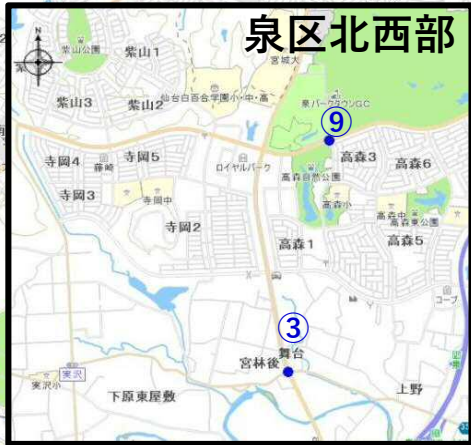 泉区北西部
N
紫山公園
紫山1
宮城大
紫山3
紫山2
仙台白百合学園小・中・高
泉パークタウンGC
⑨
寺岡4
寺岡5
藤崎
ロイヤルパーク
高森3
高森6
高森自然公園
寺岡3
寺岡中
高森小
寺岡2
高森中
高森東公園
高森1
高森5
コープ
③
舞台
宮林後
実沢
実沢小
下原東屋敷
上野